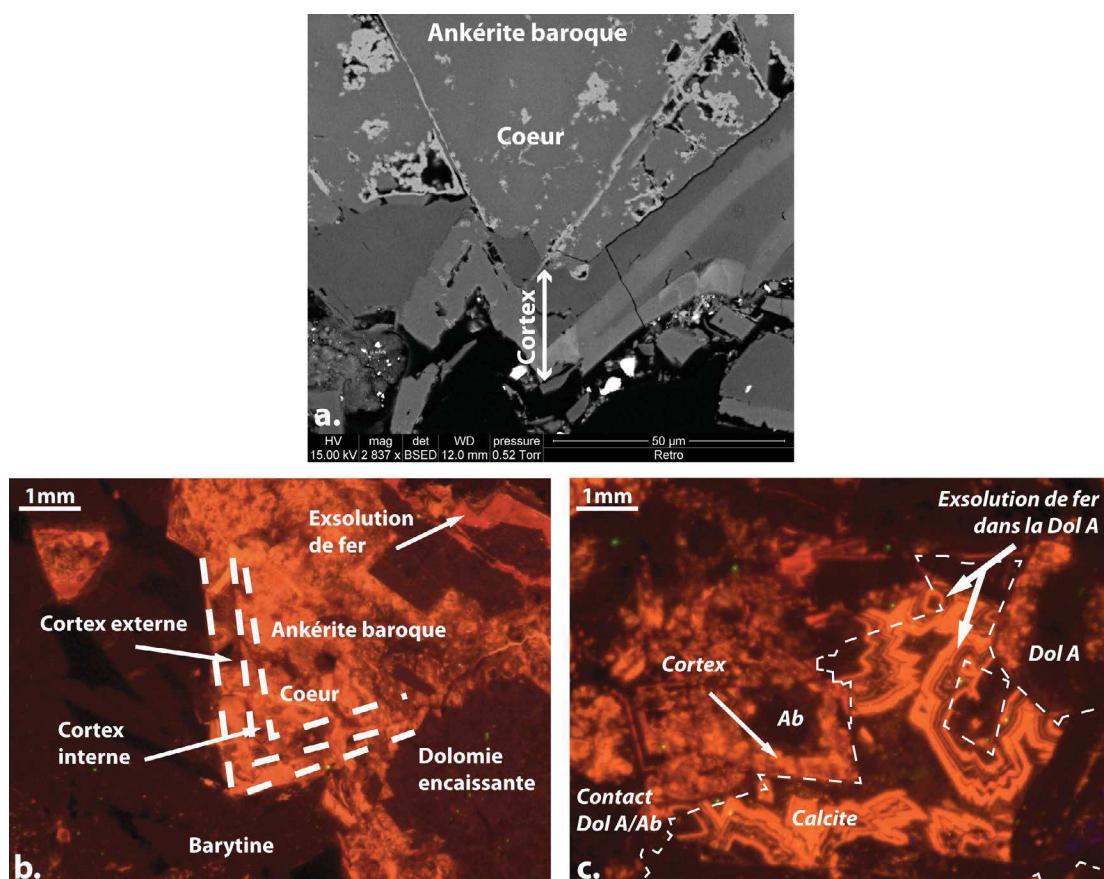 Ankérite baroque
Coeur
Cortex
a.
HV mag det WD pressure 50 µm
15.00 kV 2 837 x BSED 12.0 mm 0.52 Torr Retro
1mm
Exsolution
de fer
Cortex externe
Ankérite baroque
Coeur
Cortex
interne
Dolomie
encaissante
Barytine
b.
1mm
Exsolution de fer
dans la Dol A
Cortex
Dol A
Ab
Contact
Dol A/Ab
Calcite
c.